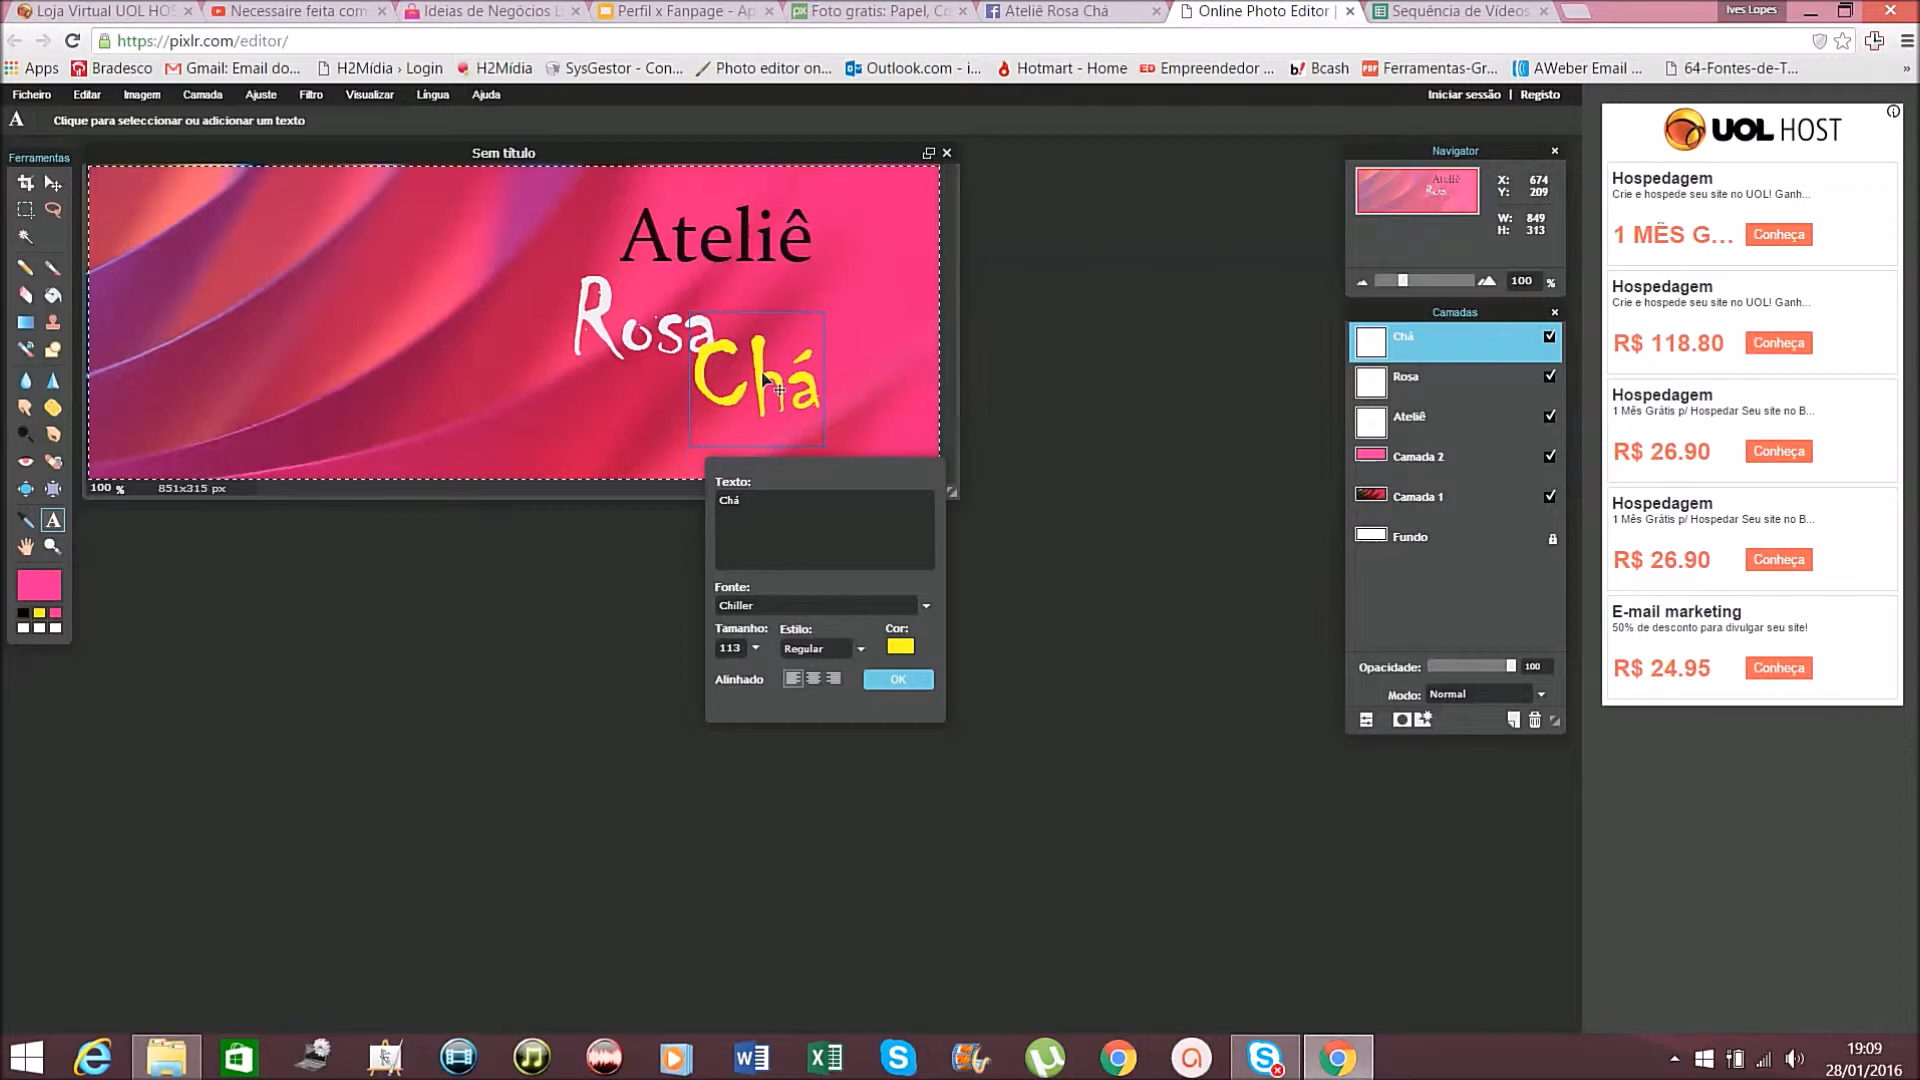 Loja Virtual UOL HOS
Necessaire feita com
Ideias de Negócios L
Perfil x Fanpage - Ap
Foto gratis: Papel, Co
Ateliê Rosa Chá
Online Photo Editor |
Sequência de Vídeos
Ives Lopes
https://pixlr.com/editor/
Apps
Bradesco
Gmail: Email do...
H2Mídia › Login
H2Mídia
SysGestor - Con...
Photo editor on...
Outlook.com - i...
Hotmart - Home
Empreendedor ...
Bcash
Ferramentas-Gr...
AWeber Email ...
64-Fontes-de-T...
»
Ficheiro
Editar
Imagem
Camada
Ajuste
Filtro
Visualizar
Língua
Ajuda
Iniciar sessão | Registo
A Clique para seleccionar ou adicionar um texto
Ferramentas
Sem título
Ateliê
Rosa
Chá
100 %
851x315 px
Texto:
Chá
Fonte:
Chiller
Tamanho:
Estilo:
Cor:
113
Regular
Alinhado
OK
Navigator
X: 674
Y: 209
W: 849
H: 313
100 %
Camadas
Chá
Rosa
Ateliê
Camada 2
Camada 1
Fundo
Opacidade: 100
Modo: Normal
UOL HOST
Hospedagem
Crie e hospede seu site no UOL! Ganh...
1 MÊS G... Conheça
Hospedagem
Crie e hospede seu site no UOL! Ganh...
R$ 118.80 Conheça
Hospedagem
1 Mês Grátis p/ Hospedar Seu site no B...
R$ 26.90 Conheça
Hospedagem
1 Mês Grátis p/ Hospedar Seu site no B...
R$ 26.90 Conheça
E-mail marketing
50% de desconto para divulgar seu site!
R$ 24.95 Conheça
19:09
28/01/2016